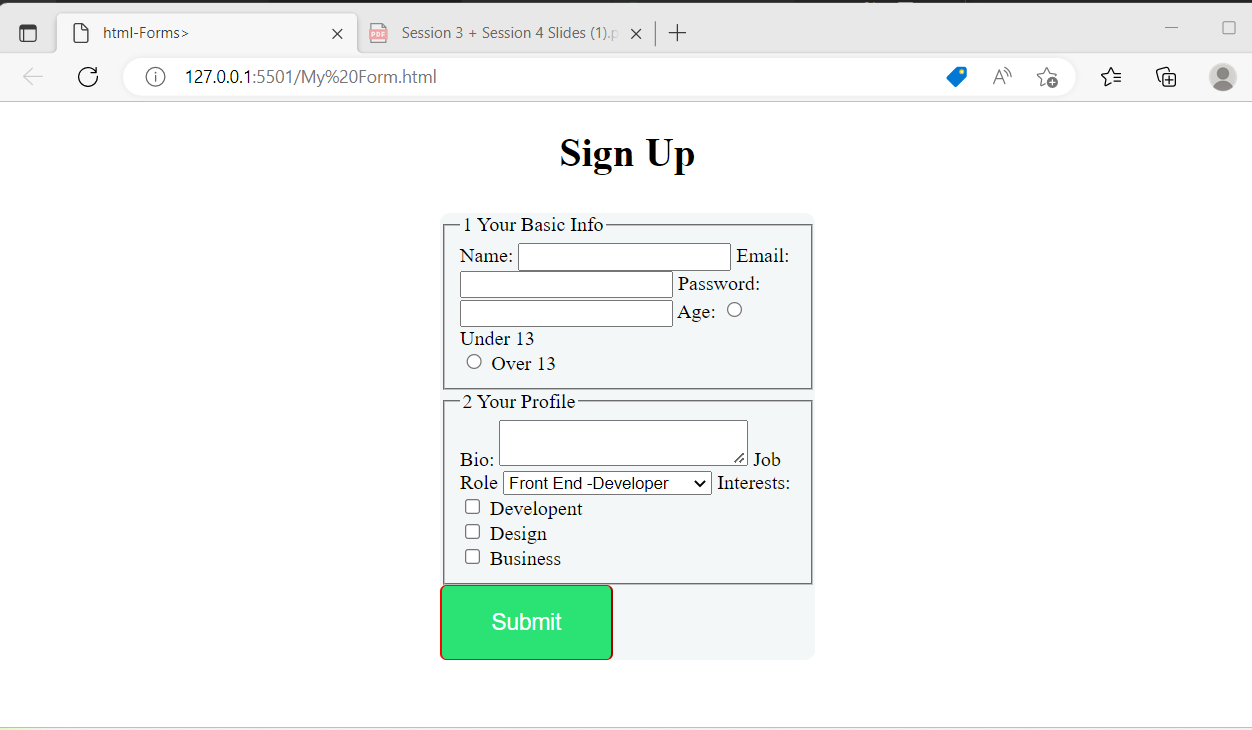 html-Forms>
Session 3 + Session 4 Slides (1).p
127.0.0.1:5501/My%20Form.html
Sign Up
1 Your Basic Info
Name: Email:
Password:
Age:
Under 13
Over 13
2 Your Profile
Bio: Job
Role Front End -Developer Interests:
Developent
Design
Business
Submit